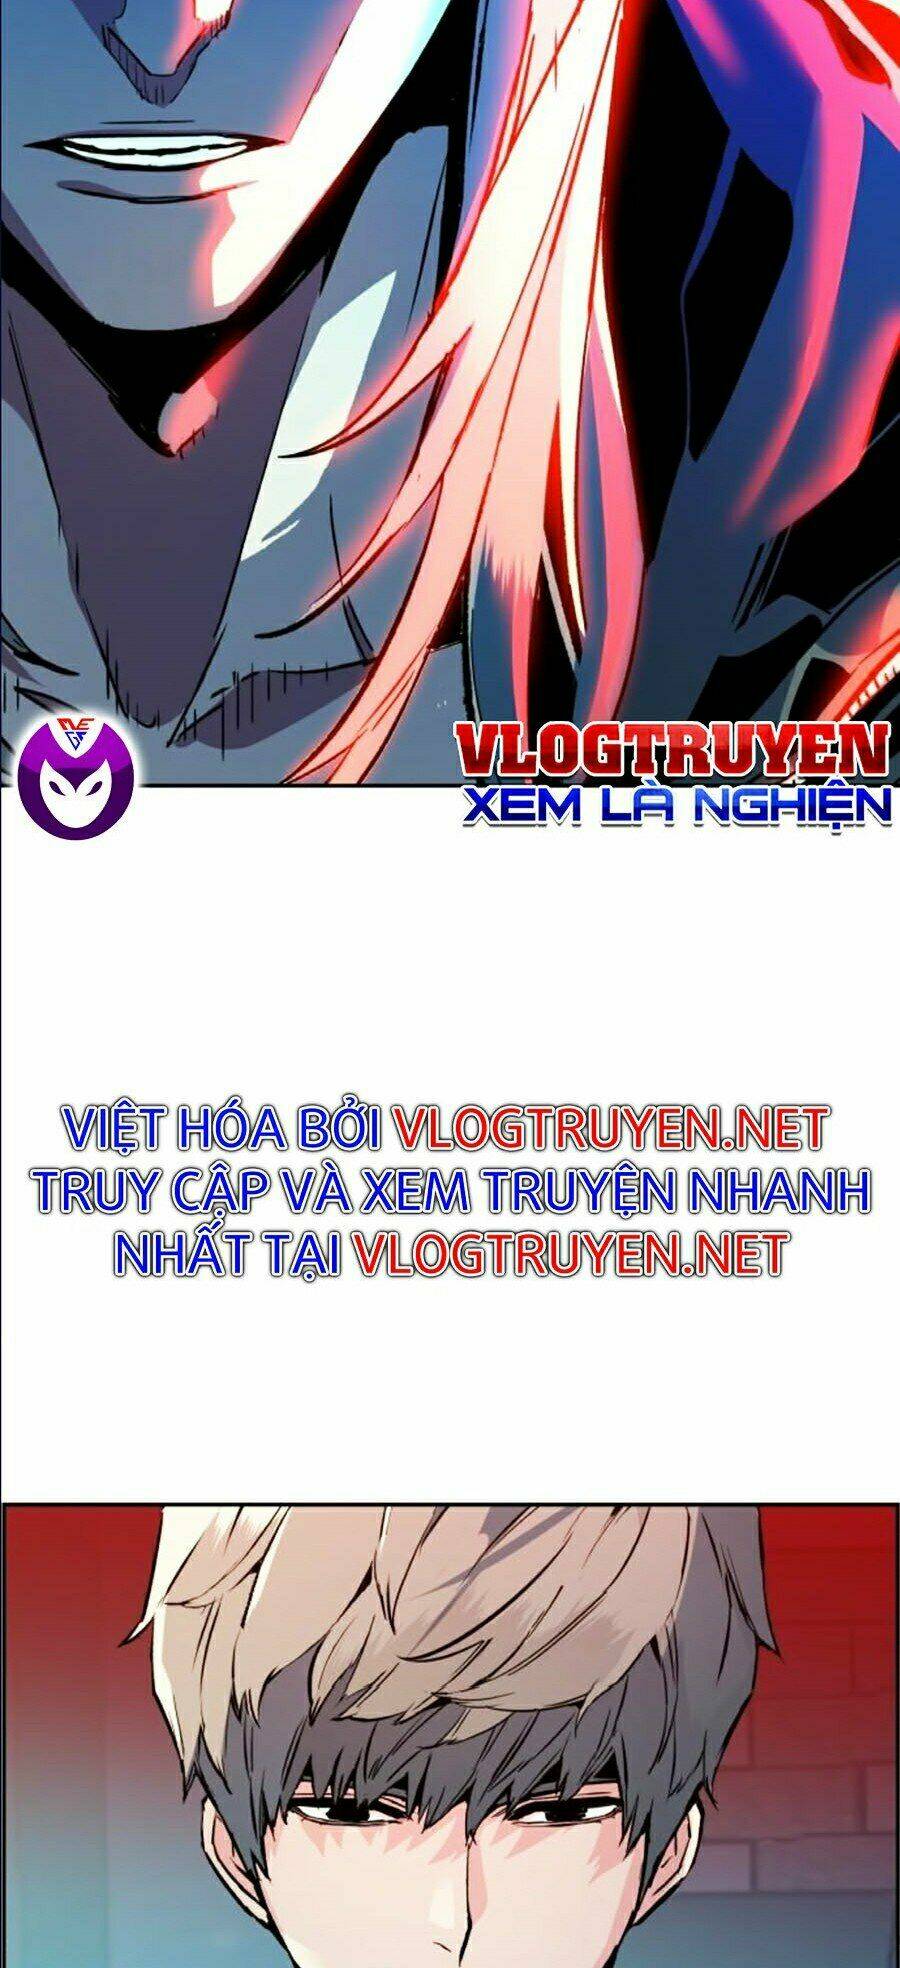 VLOGTRUYEN
XEM LÀ NGHIỆN
VIỆT HÓA BỞI VLOGTRUYEN.NET
TRUY CẬP VÀ XEM TRUYỆN NHANH
NHẤT TẠI VLOGTRUYEN.NET